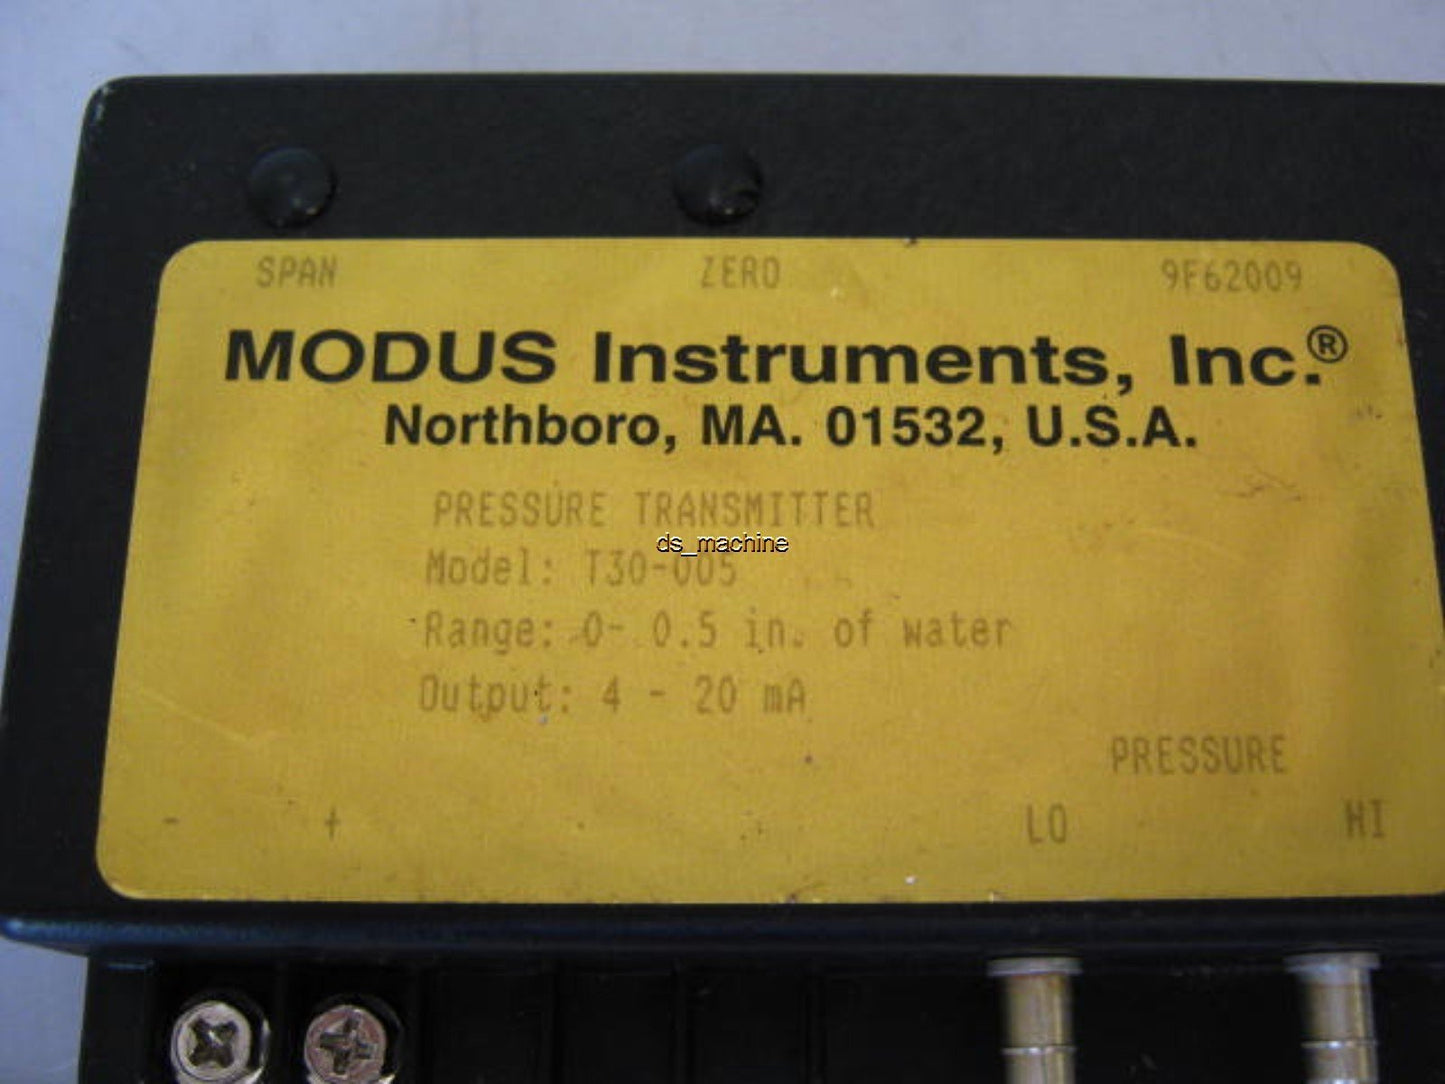 SPAN ZERO 9F62009
MODUS Instruments, Inc.®
Northboro, MA. 01532, U.S.A.
PRESSURE TRANSMITTER
ds_machine
Model: T30-005
Range: 0- 0.5 in. of water
Output: 4 - 20 mA
PRESSURE
- + LO HI